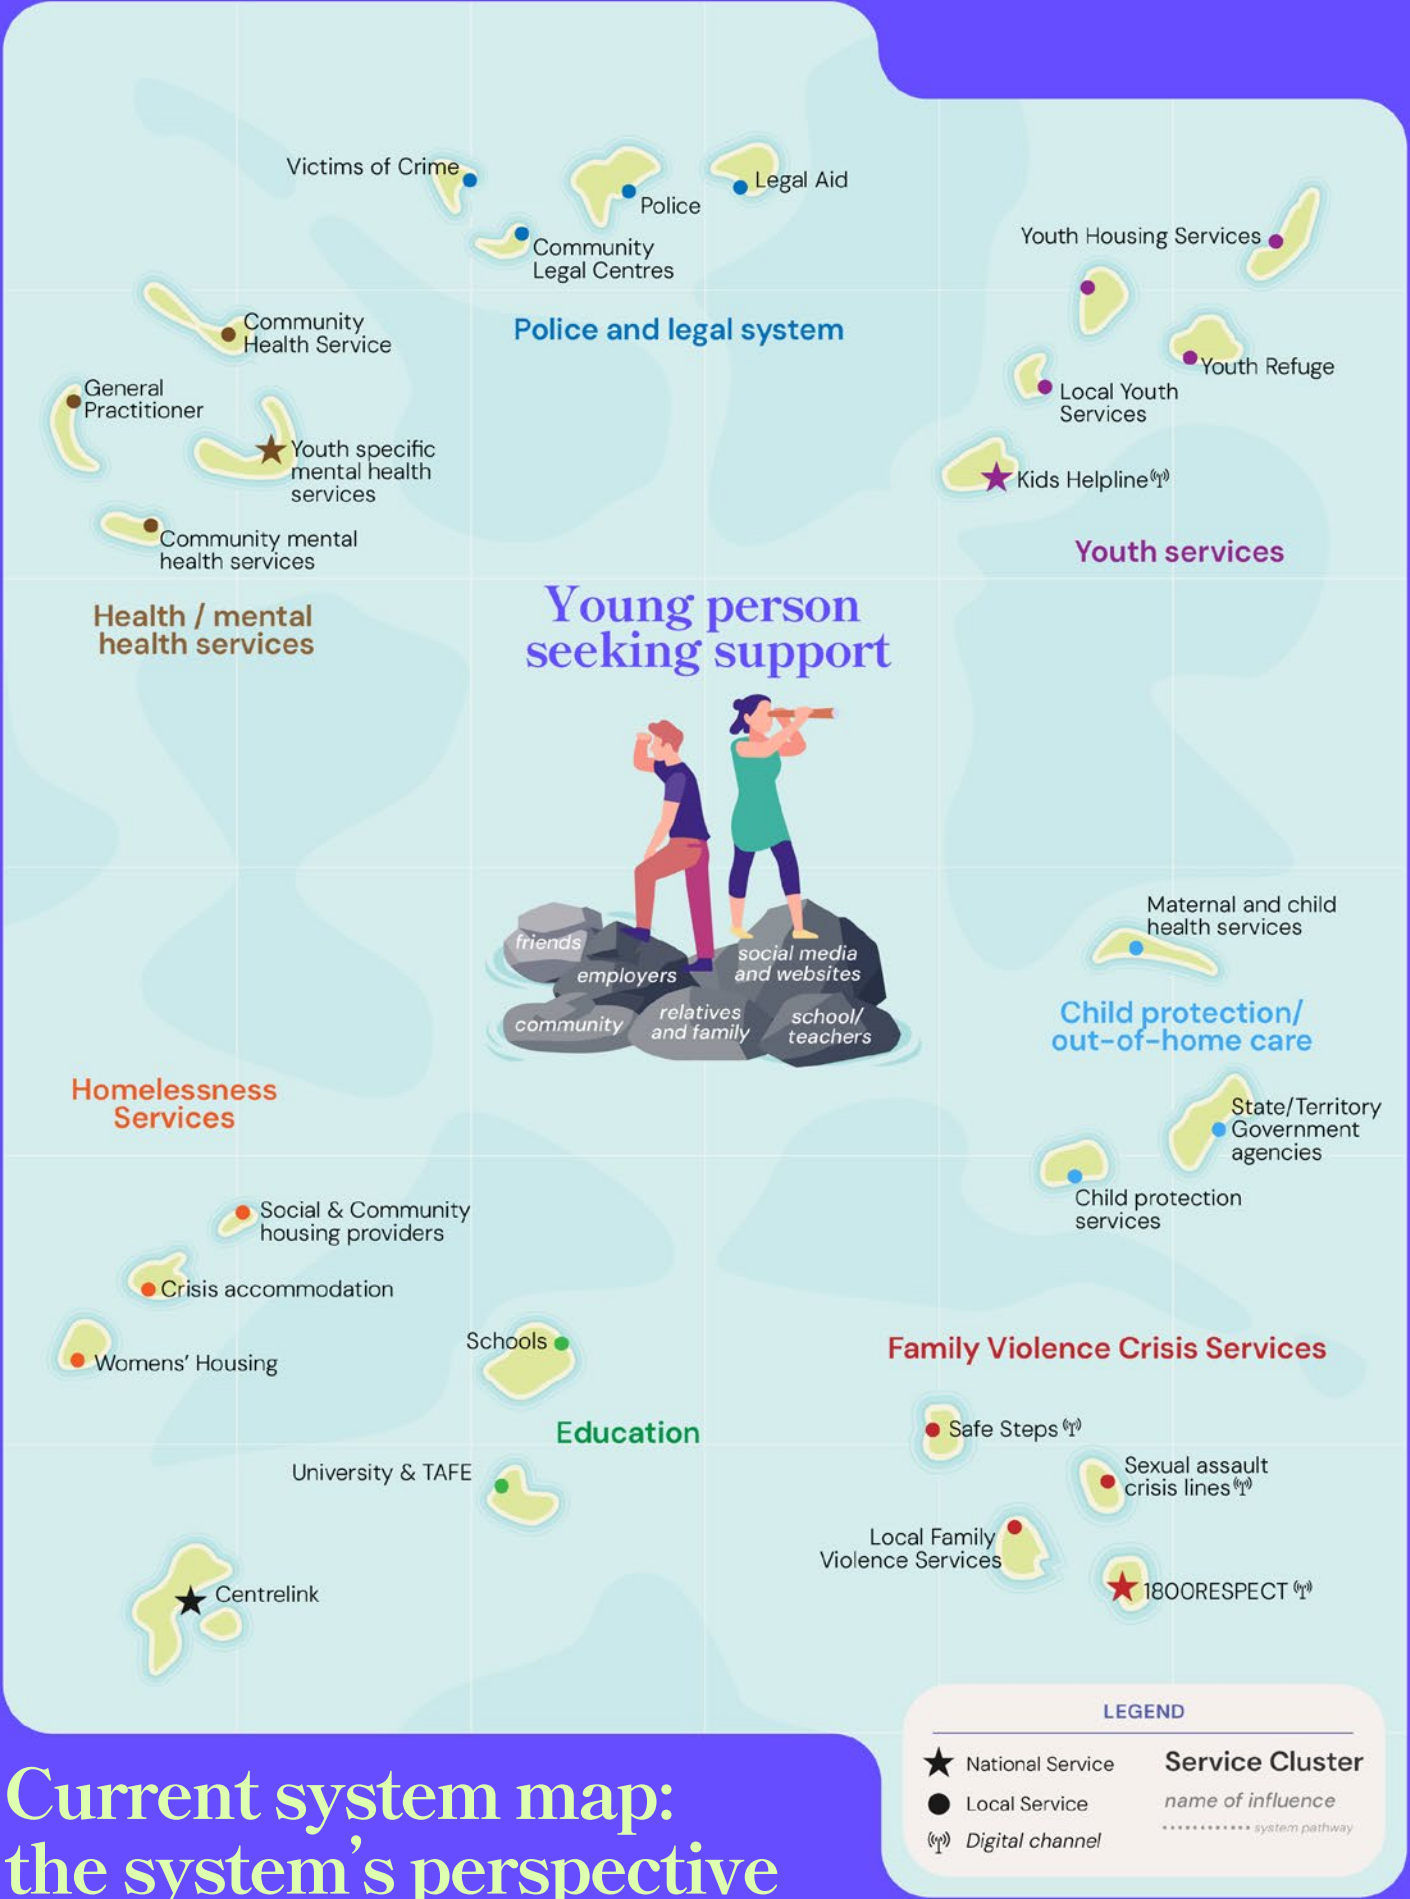 Victims of Crime
Police
Legal Aid
Community
Legal Centres
Police and legal system
Youth Housing Services
Youth Refuge
Local Youth
Services
Kids Helpline
Youth services
Community
Health Service
General
Practitioner
Youth specific
mental health
services
Community mental
health services
Health / mental
health services
Young person
seeking support
friends
employers
social media
and websites
community
relatives
and family
school/
teachers
Maternal and child
health services
Child protection/
out-of-home care
State/Territory
Government
agencies
Child protection
services
Homelessness
Services
Social & Community
housing providers
Crisis accommodation
Womens’ Housing
Schools
Education
University & TAFE
Centrelink
Family Violence Crisis Services
Safe Steps
Sexual assault
crisis lines
Local Family
Violence Services
1800RESPECT
LEGEND
National Service
Local Service
Digital channel
Service Cluster
name of influence
system pathway
Current system map:
the system’s perspective